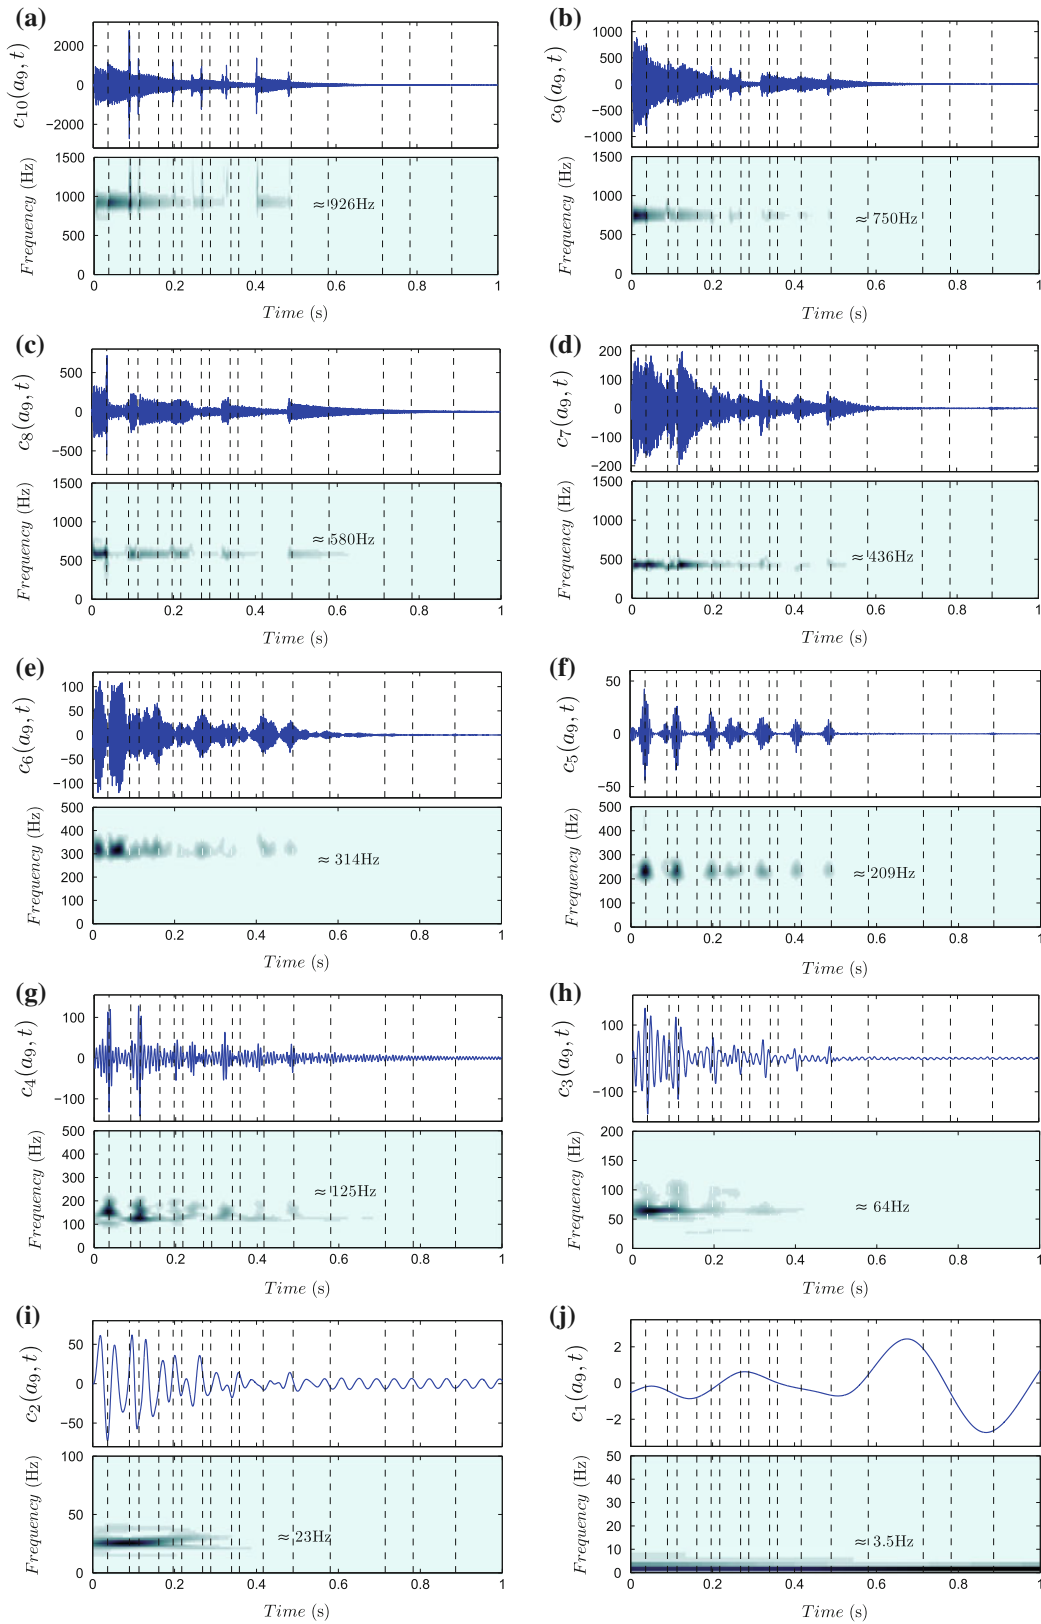 (a)
c10(a9, t)
2000
0
−2000
Frequency (Hz)
1500
1000
500
0
≈ 926Hz
0 0.2 0.4 0.6 0.8 1
Time (s)
(b)
c9(a9, t)
1000
500
0
−500
−1000
Frequency (Hz)
1500
1000
500
0
≈ 750Hz
0 0.2 0.4 0.6 0.8 1
Time (s)
(c)
c8(a9, t)
500
0
−500
Frequency (Hz)
1500
1000
500
0
≈ 580Hz
0 0.2 0.4 0.6 0.8 1
Time (s)
(d)
c7(a9, t)
200
100
0
−100
−200
Frequency (Hz)
1500
1000
500
0
≈ 436Hz
0 0.2 0.4 0.6 0.8 1
Time (s)
(e)
c6(a9, t)
100
50
0
−50
−100
Frequency (Hz)
500
400
300
200
100
0
≈ 314Hz
0 0.2 0.4 0.6 0.8 1
Time (s)
(f)
c5(a9, t)
50
0
−50
Frequency (Hz)
500
400
300
200
100
0
≈ 209Hz
0 0.2 0.4 0.6 0.8 1
Time (s)
(g)
c4(a9, t)
100
0
−100
Frequency (Hz)
500
400
300
200
100
0
≈ 125Hz
0 0.2 0.4 0.6 0.8 1
Time (s)
(h)
c3(a9, t)
100
0
−100
Frequency (Hz)
200
150
100
50
0
≈ 64Hz
0 0.2 0.4 0.6 0.8 1
Time (s)
(i)
c2(a9, t)
50
0
−50
Frequency (Hz)
100
50
0
≈ 23Hz
0 0.2 0.4 0.6 0.8 1
Time (s)
(j)
c1(a9, t)
2
0
−2
Frequency (Hz)
50
40
30
20
10
0
≈ 3.5Hz
0 0.2 0.4 0.6 0.8 1
Time (s)